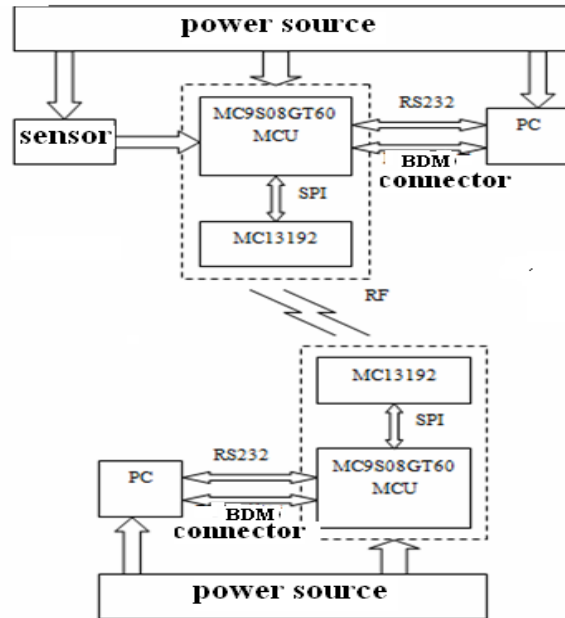 power source
sensor
MC9S08GT60
MCU
RS232
PC
BDM
connector
SPI
MC13192
RF
MC13192
SPI
RS232
PC
MC9S08GT60
MCU
BDM
connector
power source